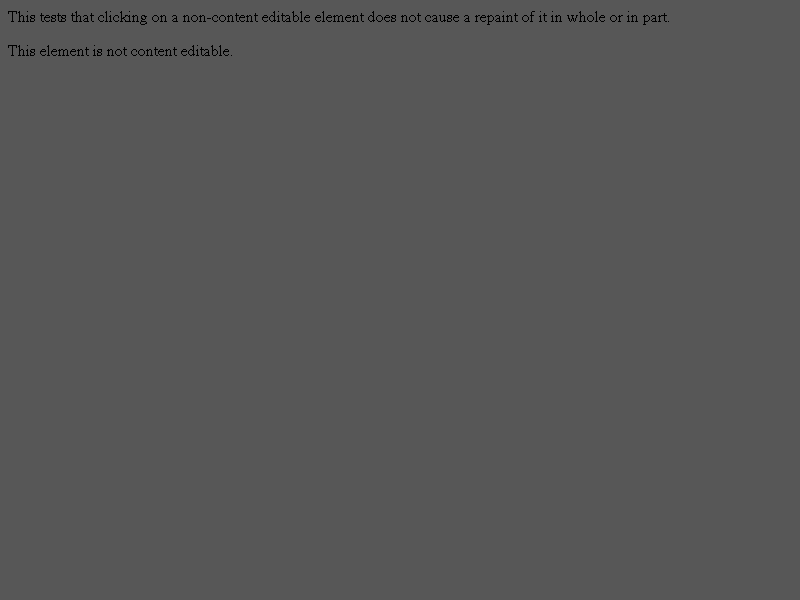 This tests that clicking on a non-content editable element does not cause a repaint of it in whole or in part.
This element is not content editable.